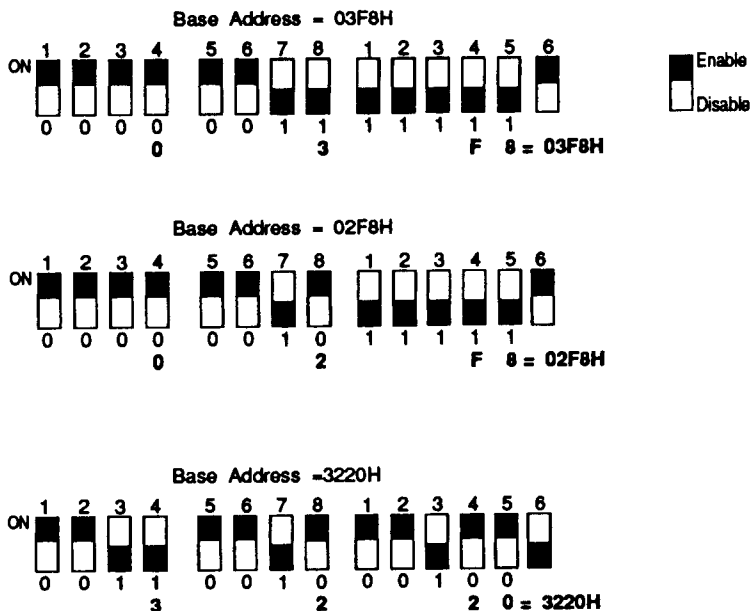 Base Address = 03F8H
1 2 3 4 5 6 7 8 1 2 3 4 5 6
ON
Enable
Disable
0 0 0 0 0 0 1 1 1 1 1 1 1
0 3 F 8 = 03F8H
Base Address = 02F8H
1 2 3 4 5 6 7 8 1 2 3 4 5 6
ON
0 0 0 0 0 0 1 0 1 1 1 1 1
0 2 F 8 = 02F8H
Base Address =3220H
1 2 3 4 5 6 7 8 1 2 3 4 5 6
ON
0 0 1 1 0 0 1 0 0 0 1 0 0
3 2 2 0 = 3220H